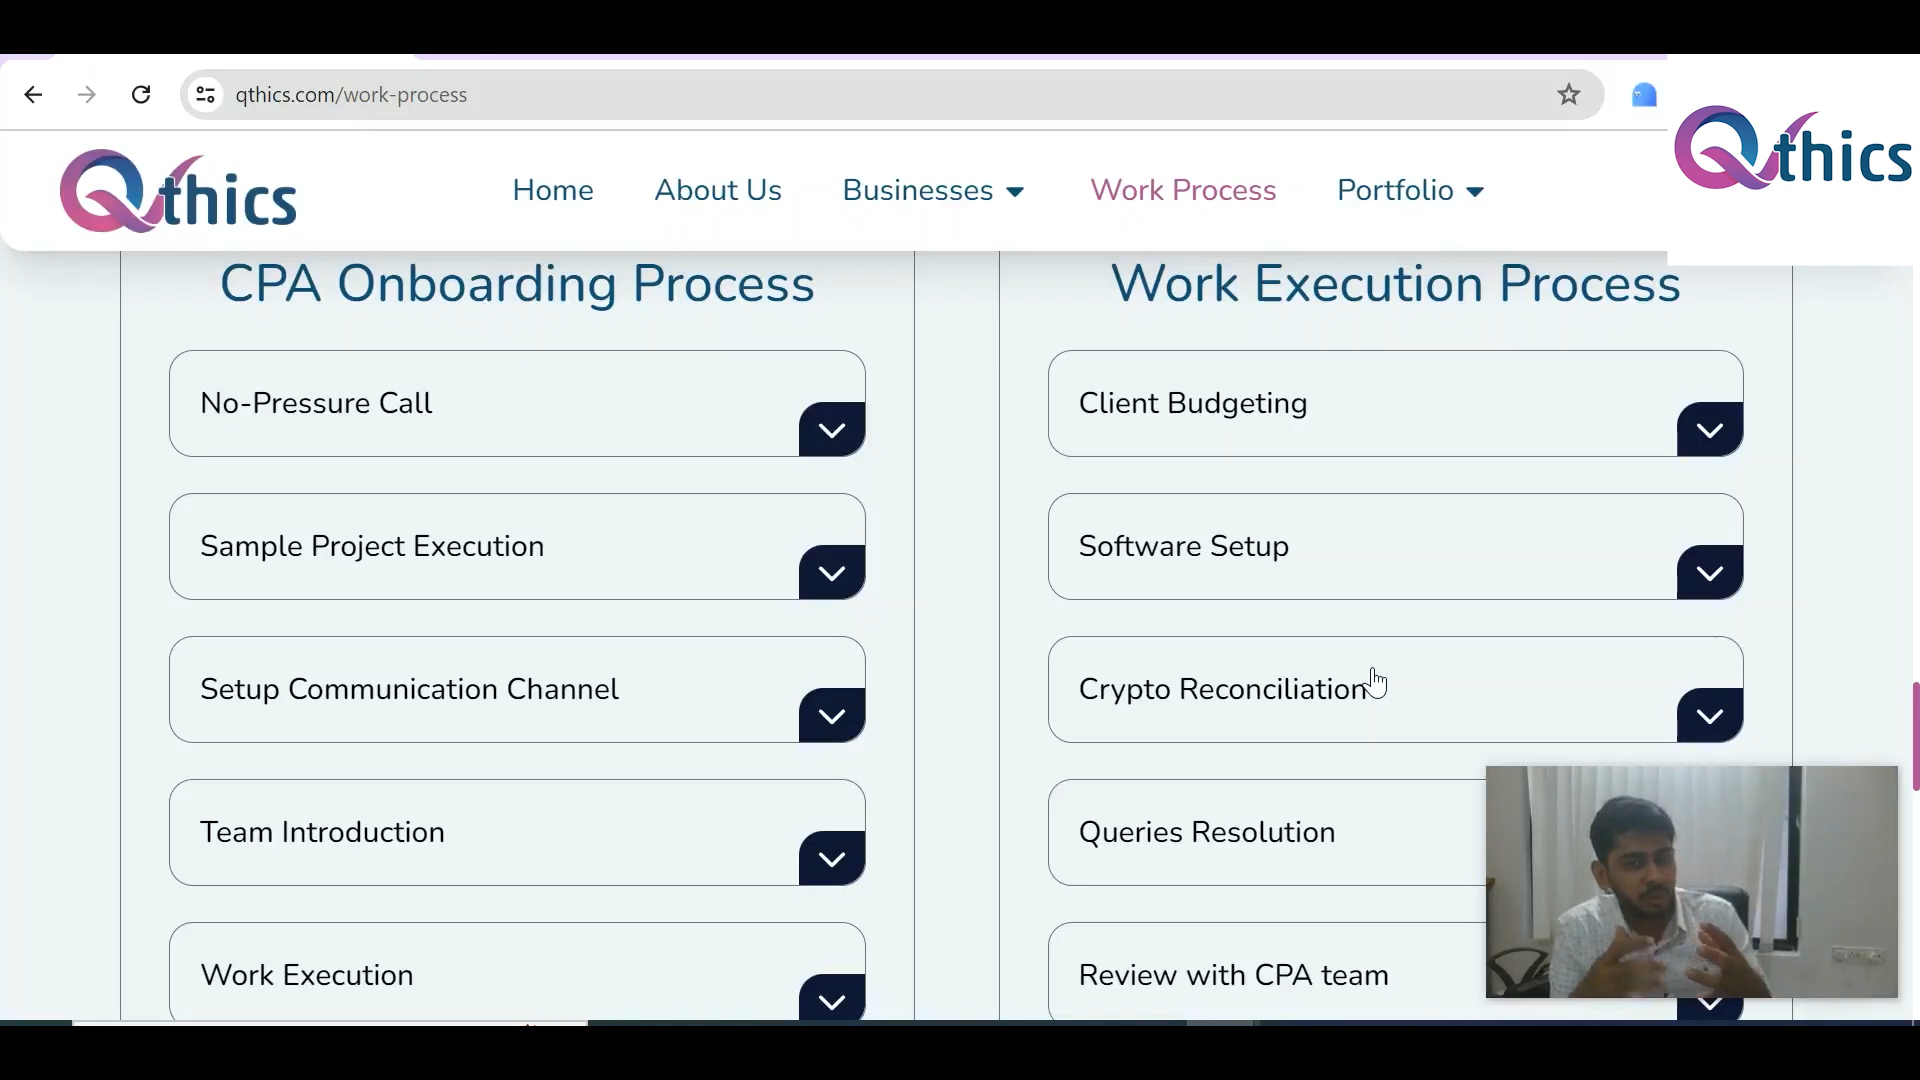 qthics.com/work-process
Qthics
Home
About Us
Businesses
Work Process
Portfolio
Qthics
CPA Onboarding Process
No-Pressure Call
Sample Project Execution
Setup Communication Channel
Team Introduction
Work Execution
Work Execution Process
Client Budgeting
Software Setup
Crypto Reconciliation
Queries Resolution
Review with CPA team